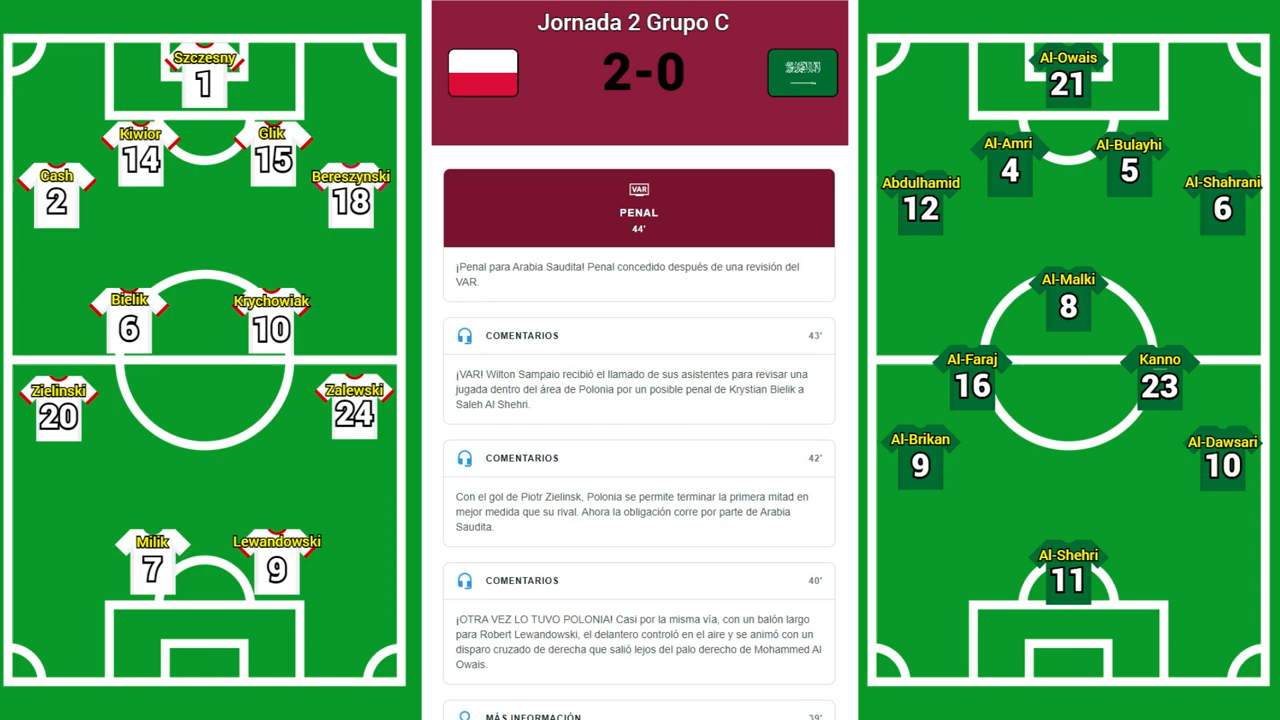 Szczesny
1
Kiwior
14
Glik
15
Cash
2
Bereszynski
18
Bielik
6
Krychowiak
10
Zielinski
20
Zalewski
24
Milik
7
Lewandowski
9
Jornada 2 Grupo C
2-0
VAR
PENAL
44'
¡Penal para Arabia Saudita! Penal concedido después de una revisión del
VAR.
COMENTARIOS 43'
¡VAR! Wilton Sampaio recibió el llamado de sus asistentes para revisar una
jugada dentro del área de Polonia por un posible penal de Krystian Bielik a
Saleh Al Shehri.
COMENTARIOS 42'
Con el gol de Piotr Zielinsk, Polonia se permite terminar la primera mitad en
mejor medida que su rival. Ahora la obligación corre por parte de Arabia
Saudita.
COMENTARIOS 40'
¡OTRA VEZ LO TUVO POLONIA! Casi por la misma vía, con un balón largo
para Robert Lewandowski, el delantero controló en el aire y se animó con un
disparo cruzado de derecha que salió lejos del palo derecho de Mohammed Al
Owais.
MÁS INFORMACIÓN 39'
Al-Owais
21
Al-Amri
4
Al-Bulayhi
5
Abdulhamid
12
Al-Shahrani
6
Al-Malki
8
Al-Faraj
16
Kanno
23
Al-Brikan
9
Al-Dawsari
10
Al-Shehri
11